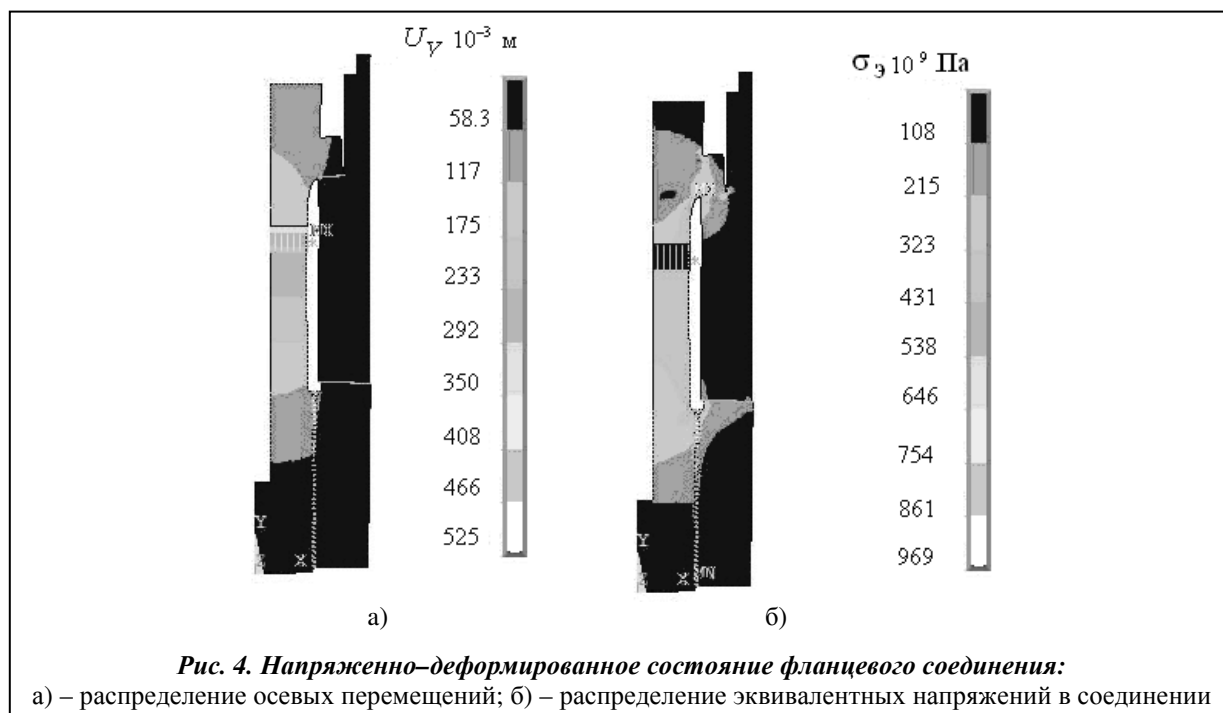 U_Y 10⁻³ м
58.3
117
175
233
292
350
408
466
525
Y
X
а)
σ_Э 10⁹ Па
108
215
323
431
538
646
754
861
969
Y
X
б)
Рис. 4. Напряженно–деформированное состояние фланцевого соединения:
а) – распределение осевых перемещений; б) – распределение эквивалентных напряжений в соединении